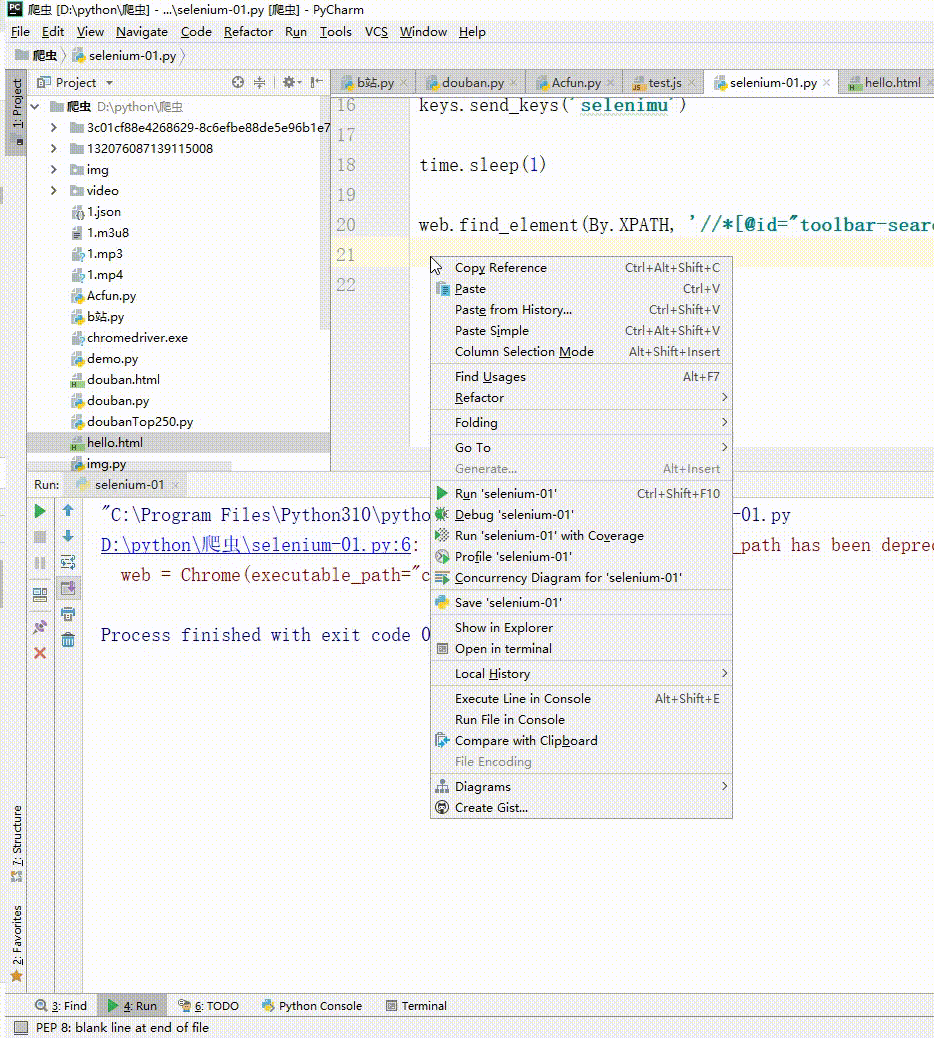 爬虫 [D:\python\爬虫] - ...\selenium-01.py [爬虫] - PyCharm
File Edit View Navigate Code Refactor Run Tools VCS Window Help
爬虫 selenium-01.py
1: Project
Project
b站.py douban.py Acfun.py test.js selenium-01.py hello.html
爬虫 D:\python\爬虫
3c01cf88e4268629-8c6efbe88de5e96b1e7
132076087139115008
img
video
1.json
1.m3u8
1.mp3
1.mp4
Acfun.py
b站.py
chromedriver.exe
demo.py
douban.html
douban.py
doubanTop250.py
hello.html
img.py
16 keys.send_keys('selenimu')
17
18 time.sleep(1)
19
20 web.find_element(By.XPATH, '//*[@id="toolbar-sear
21
22
Copy Reference Ctrl+Alt+Shift+C
Paste Ctrl+V
Paste from History... Ctrl+Shift+V
Paste Simple Ctrl+Alt+Shift+V
Column Selection Mode Alt+Shift+Insert
Find Usages Alt+F7
Refactor
Folding
Go To
Generate... Alt+Insert
Run 'selenium-01' Ctrl+Shift+F10
Debug 'selenium-01'
Run 'selenium-01' with Coverage
Profile 'selenium-01'
Concurrency Diagram for 'selenium-01'
Save 'selenium-01'
Show in Explorer
Open in terminal
Local History
Execute Line in Console Alt+Shift+E
Run File in Console
Compare with Clipboard
File Encoding
Diagrams
Create Gist...
Run: selenium-01
"C:\Program Files\Python310\pytho -01.py
D:\python\爬虫\selenium-01.py:6: _path has been depre
web = Chrome(executable_path="c
Process finished with exit code 0
7: Structure
2: Favorites
3: Find 4: Run 6: TODO Python Console Terminal
PEP 8: blank line at end of file